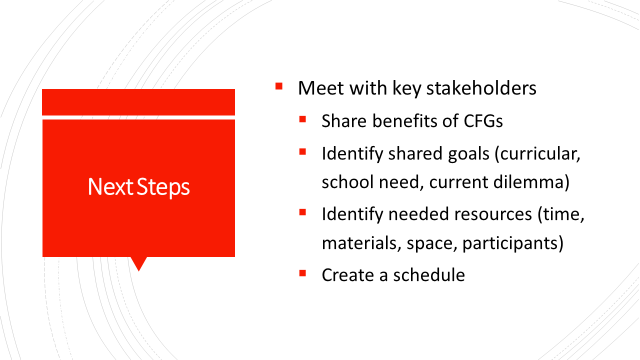 Next Steps
Meet with key stakeholders
Share benefits of CFGs
Identify shared goals (curricular,
school need, current dilemma)
Identify needed resources (time,
materials, space, participants)
Create a schedule